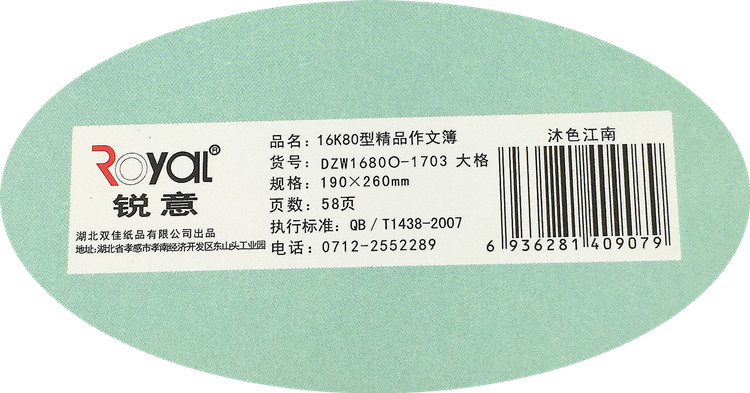 Royal®
锐意
湖北双佳纸品有限公司出品
地址:湖北省孝感市孝南经济开发区东山头工业园
品名: 16K80型精品作文簿
货号: DZW1680O-1703 大格
规格: 190×260mm
页数: 58页
执行标准: QB/T1438-2007
电话: 0712-2552289
沐色江南
6 936281 409079